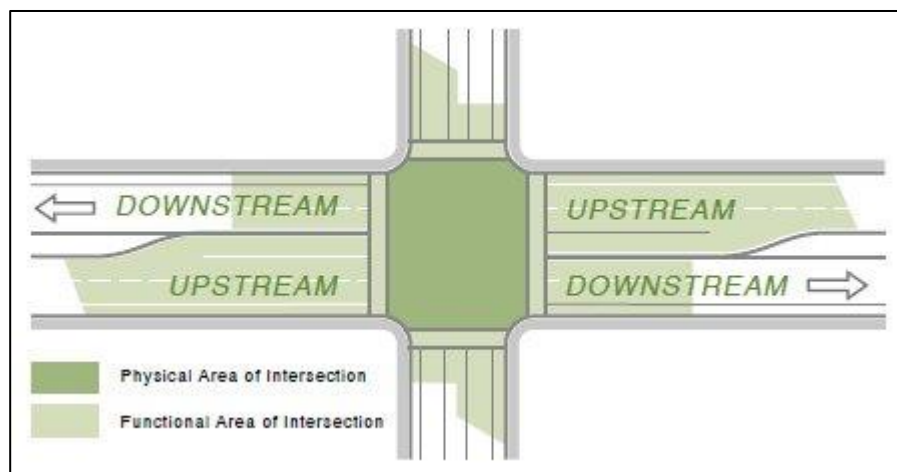 DOWNSTREAM
UPSTREAM
UPSTREAM
DOWNSTREAM
Physical Area of Intersection
Functional Area of Intersection